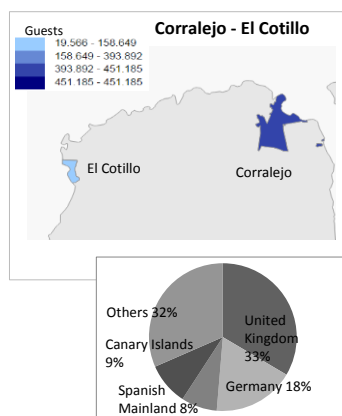 Guests
Corralejo - El Cotillo
19.566 - 158.649
158.649 - 393.892
393.892 - 451.185
451.185 - 451.185
El Cotillo
Corralejo
Others 32%
United
Kingdom
33%
Canary Islands
9%
Germany 18%
Spanish
Mainland 8%